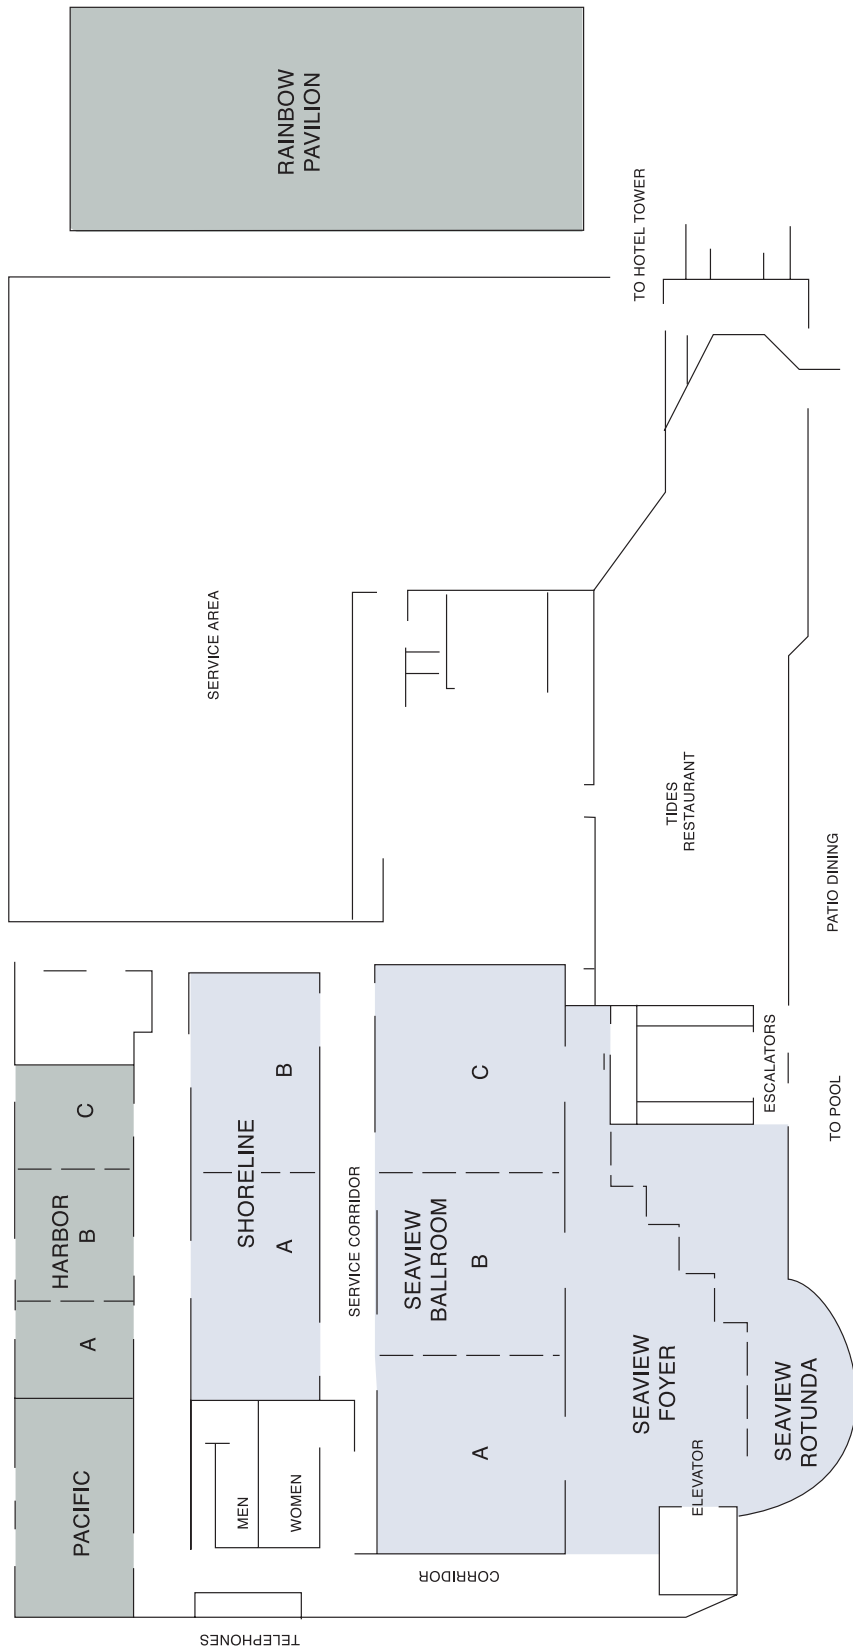 RAINBOW
PAVILION
TO HOTEL TOWER
SERVICE AREA
TIDES
RESTAURANT
PATIO DINING
ESCALATORS
TO POOL
HARBOR
A
B
C
SHORELINE
A
B
SERVICE CORRIDOR
SEAVIEW
BALLROOM
A
B
C
SEAVIEW
FOYER
SEAVIEW
ROTUNDA
ELEVATOR
PACIFIC
MEN
WOMEN
CORRIDOR
TELEPHONES